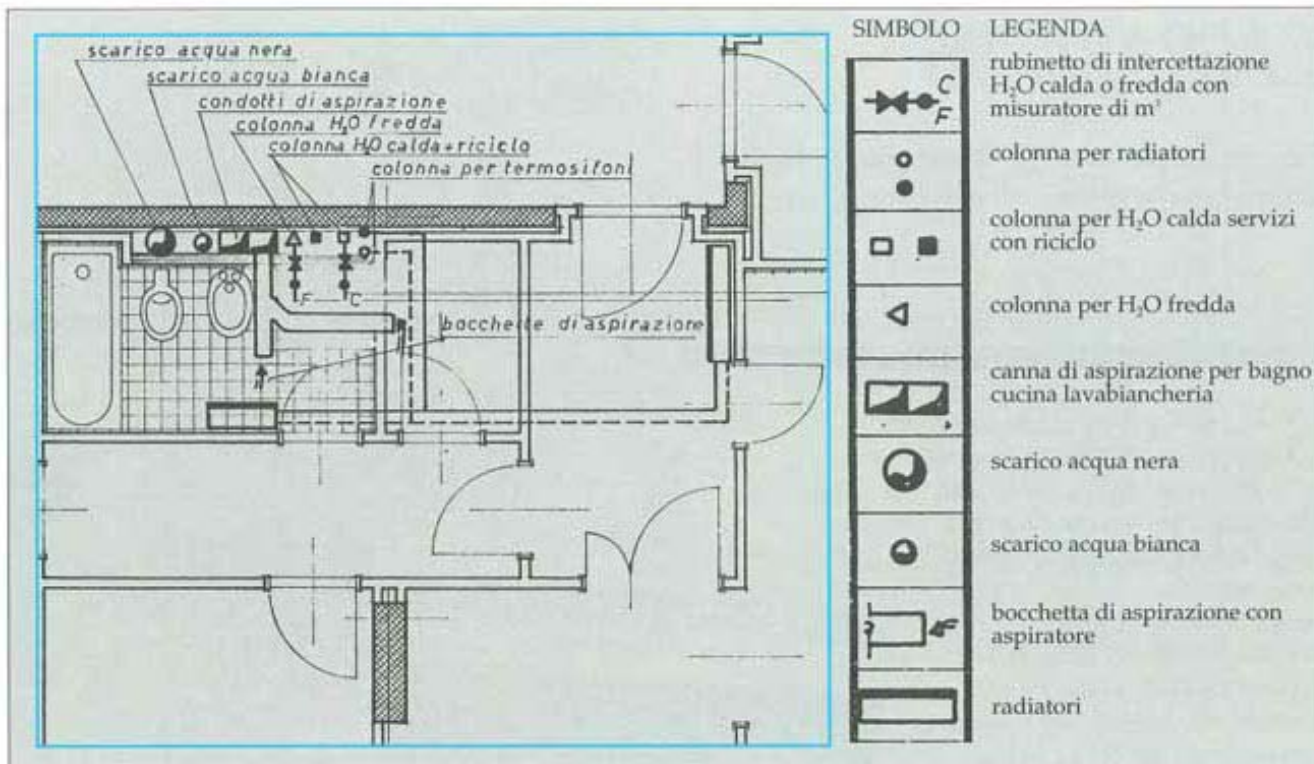 scarico acqua nera
scarico acqua bianca
condotti di aspirazione
colonna H₂O fredda
colonna H₂O calda+riciclo
colonna per termosifoni
F
C
bocchette di aspirazione
SIMBOLO LEGENDA
C
F
rubinetto di intercettazione
H₂O calda o fredda con
misuratore di m³
colonna per radiatori
colonna per H₂O calda servizi
con riciclo
colonna per H₂O fredda
canna di aspirazione per bagno
cucina lavabiancheria
scarico acqua nera
scarico acqua bianca
bocchetta di aspirazione con
aspiratore
radiatori